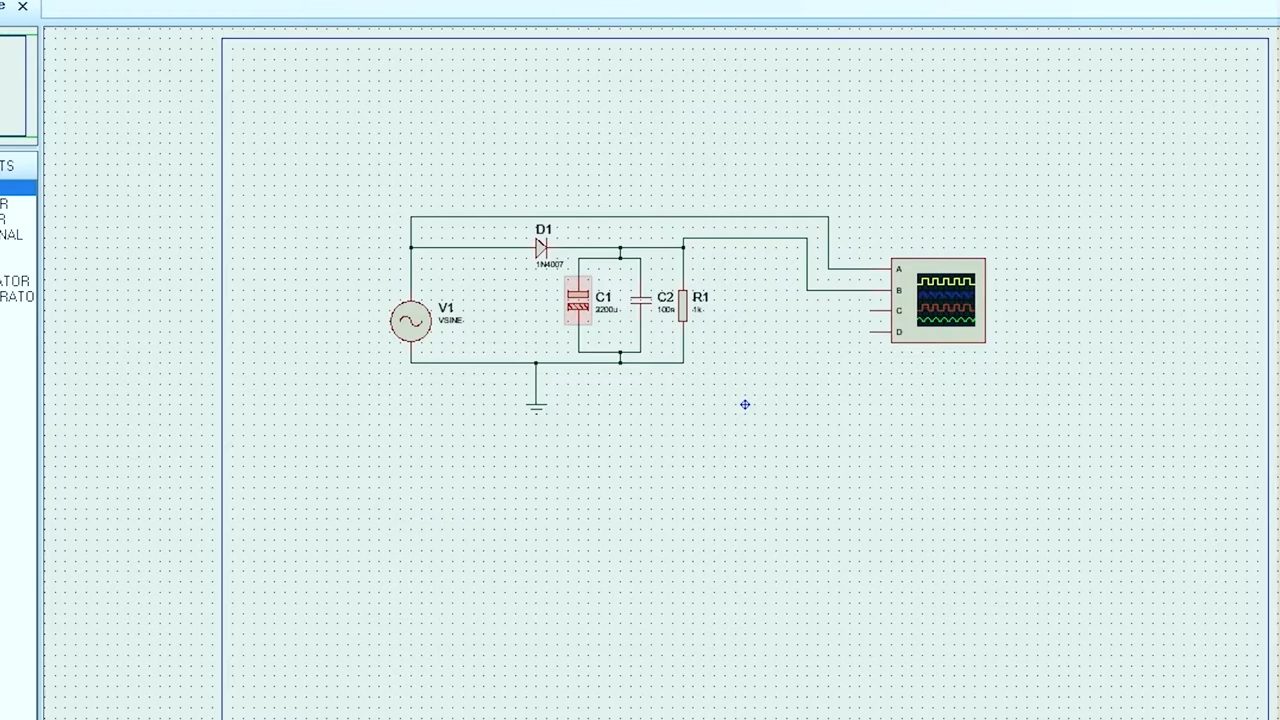 e ×
TS
R
R
NAL
ATOR
RATO
D1
1N4007
V1
VSINE
C1
2200u
C2
100n
R1
1k
A
B
C
D